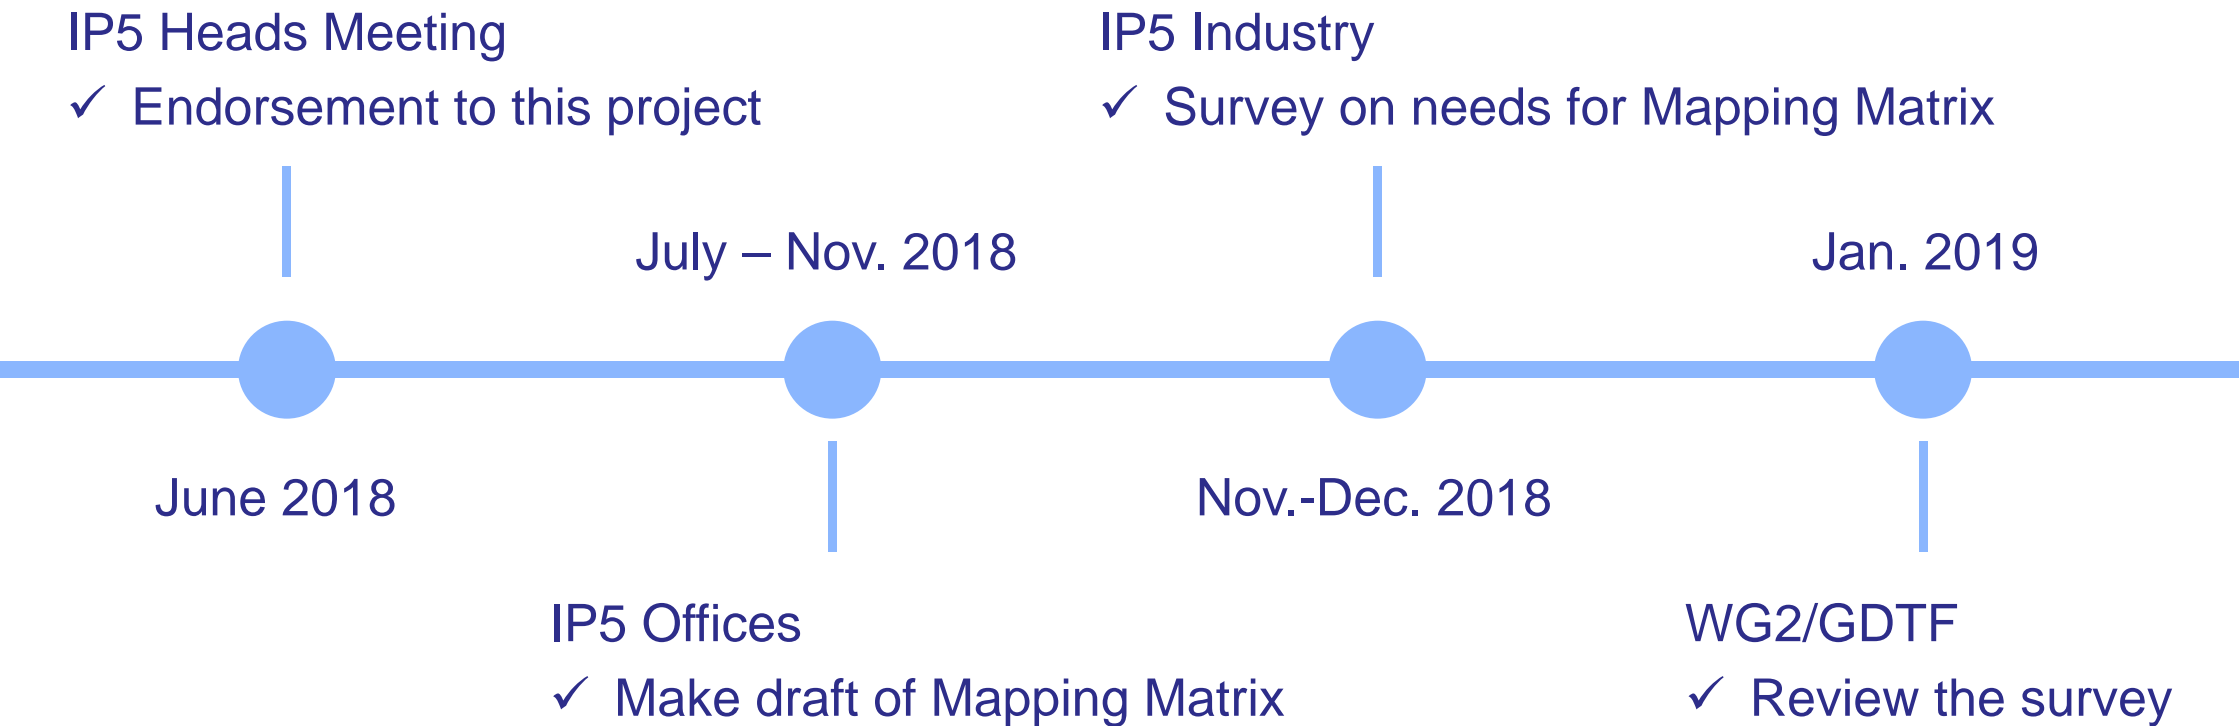 IP5 Heads Meeting
✓ Endorsement to this project
IP5 Industry
✓ Survey on needs for Mapping Matrix
July – Nov. 2018
Jan. 2019
June 2018
Nov.-Dec. 2018
IP5 Offices
✓ Make draft of Mapping Matrix
WG2/GDTF
✓ Review the survey